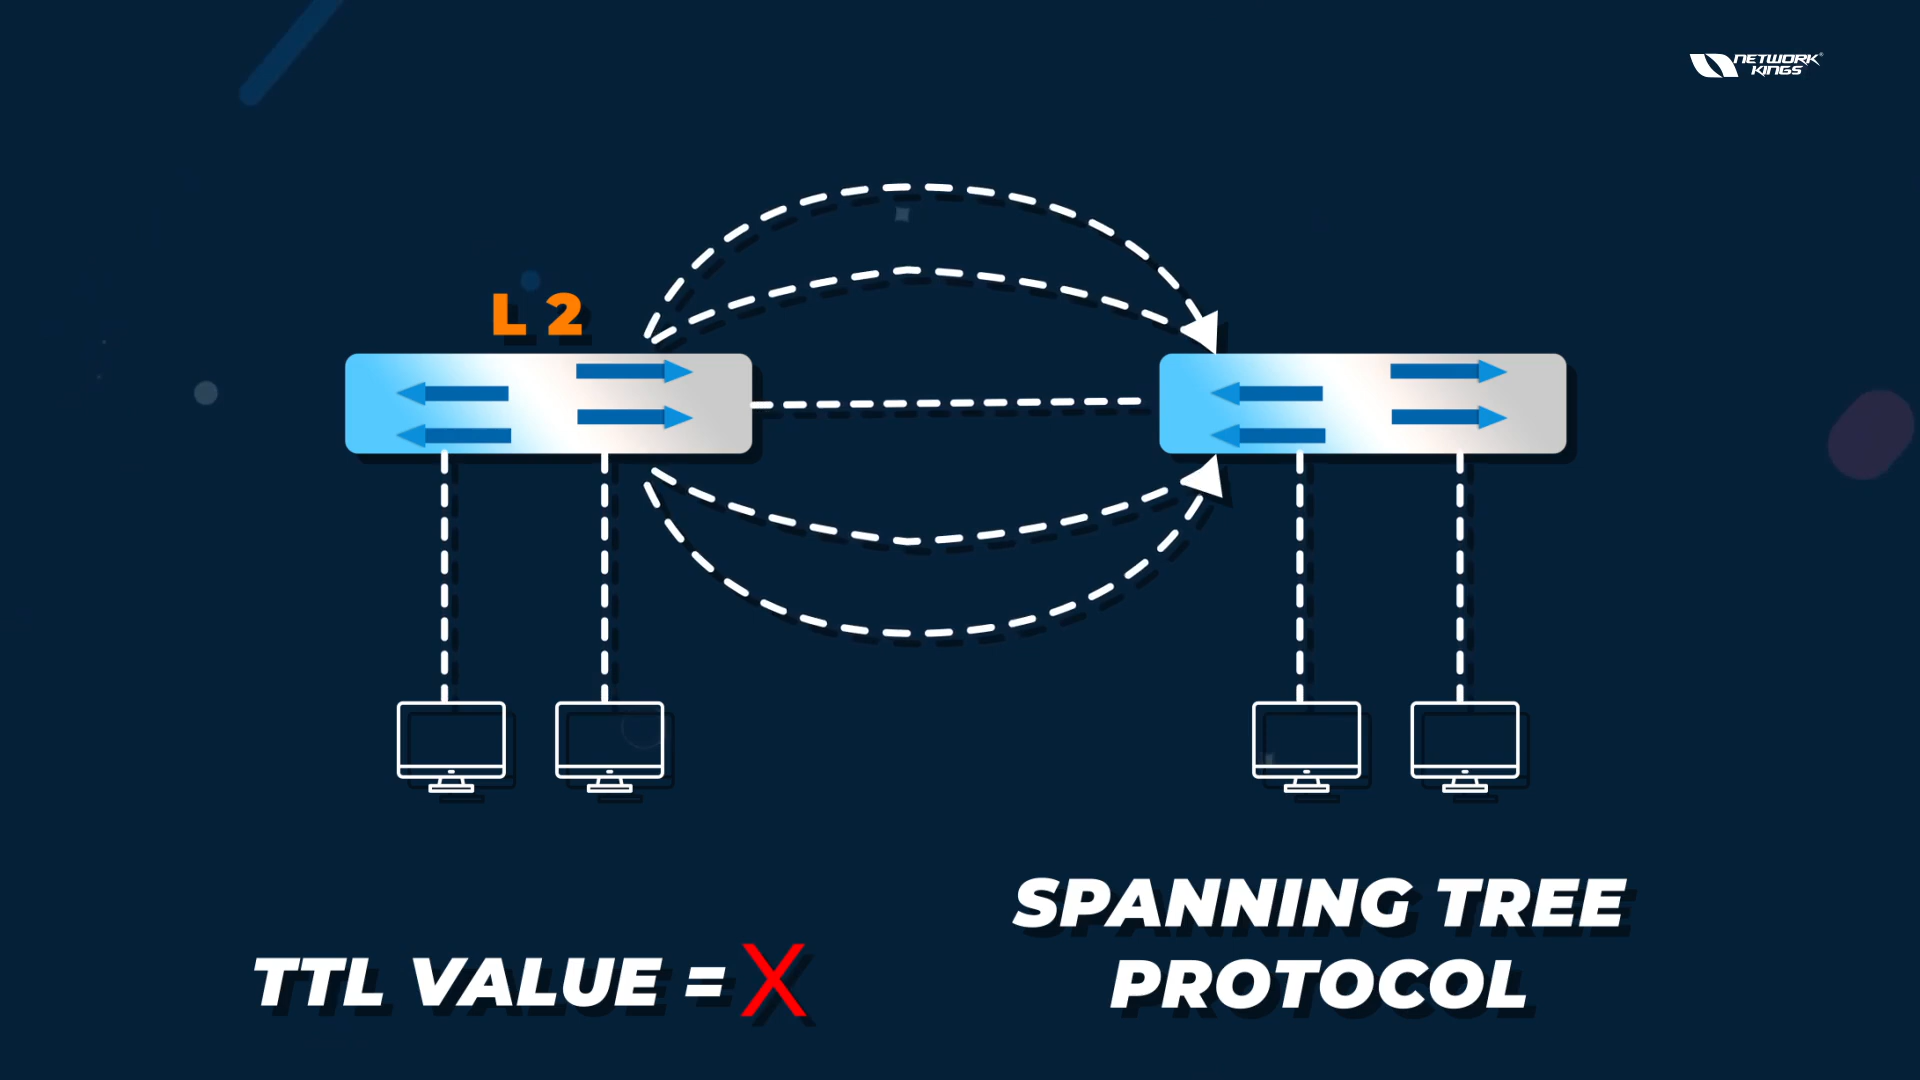 NETWORK
KINGS
L 2
SPANNING TREE
PROTOCOL
TTL VALUE = X